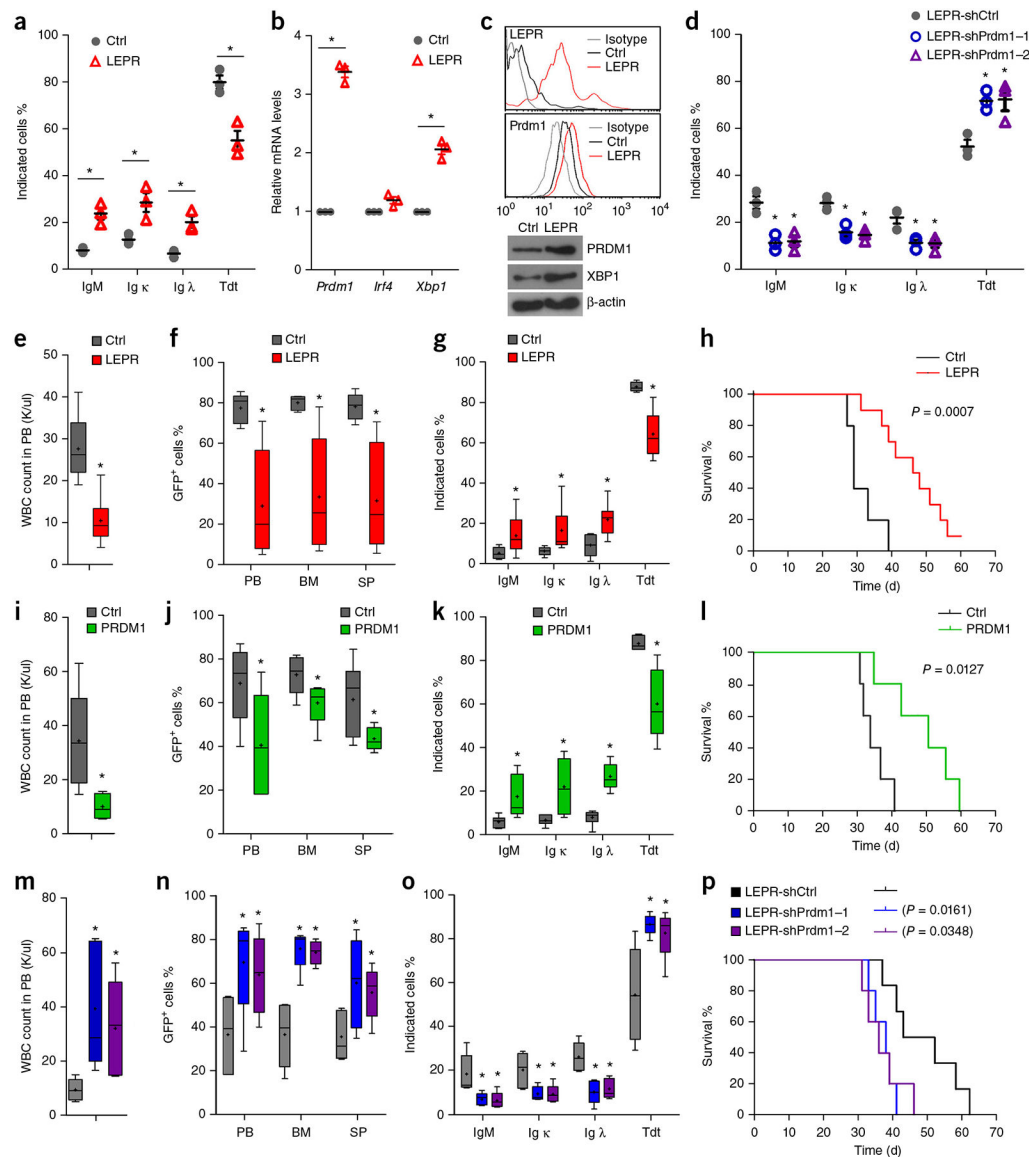 a
Ctrl
LEPR
Indicated cells %
100
80
60
40
20
0
*
*
*
*
IgM
Ig κ
Ig λ
Tdt
b
Ctrl
LEPR
Relative mRNA levels
4
3
2
1
0
*
*
Prdm1
Irf4
Xbp1
c
LEPR
Isotype
Ctrl
LEPR
Prdm1
Isotype
Ctrl
LEPR
10⁰ 10¹ 10² 10³ 10⁴
Ctrl LEPR
PRDM1
XBP1
β-actin
d
LEPR-shCtrl
LEPR-shPrdm1–1
LEPR-shPrdm1–2
Indicated cells %
100
80
60
40
20
0
* *
* *
* *
* *
IgM
Ig κ
Ig λ
Tdt
e
Ctrl
LEPR
WBC count in PB (K/ul)
50
40
30
20
10
0
*
f
Ctrl
LEPR
GFP⁺ cells %
100
80
60
40
20
0
*
*
*
PB
BM
SP
g
Ctrl
LEPR
Indicated cells %
100
80
60
40
20
0
*
*
*
*
IgM
Ig κ
Ig λ
Tdt
h
Ctrl
LEPR
P = 0.0007
Survival %
100
80
60
40
20
0
0 10 20 30 40 50 60 70
Time (d)
i
Ctrl
PRDM1
WBC count in PB (K/ul)
80
60
40
20
0
*
j
Ctrl
PRDM1
GFP⁺ cells %
100
80
60
40
20
0
*
*
*
PB
BM
SP
k
Ctrl
PRDM1
Indicated cells %
100
80
60
40
20
0
*
*
*
*
IgM
Ig κ
Ig λ
Tdt
l
Ctrl
PRDM1
P = 0.0127
Survival %
100
80
60
40
20
0
0 10 20 30 40 50 60 70
Time (d)
m
WBC count in PB (K/ul)
80
60
40
20
0
*
*
n
GFP⁺ cells %
100
80
60
40
20
0
* *
* *
* *
PB
BM
SP
o
Indicated cells %
100
80
60
40
20
0
* *
* *
* *
* *
IgM
Ig κ
Ig λ
Tdt
p
LEPR-shCtrl
LEPR-shPrdm1–1
(P = 0.0161)
LEPR-shPrdm1–2
(P = 0.0348)
Survival %
100
80
60
40
20
0
0 10 20 30 40 50 60 70
Time (d)